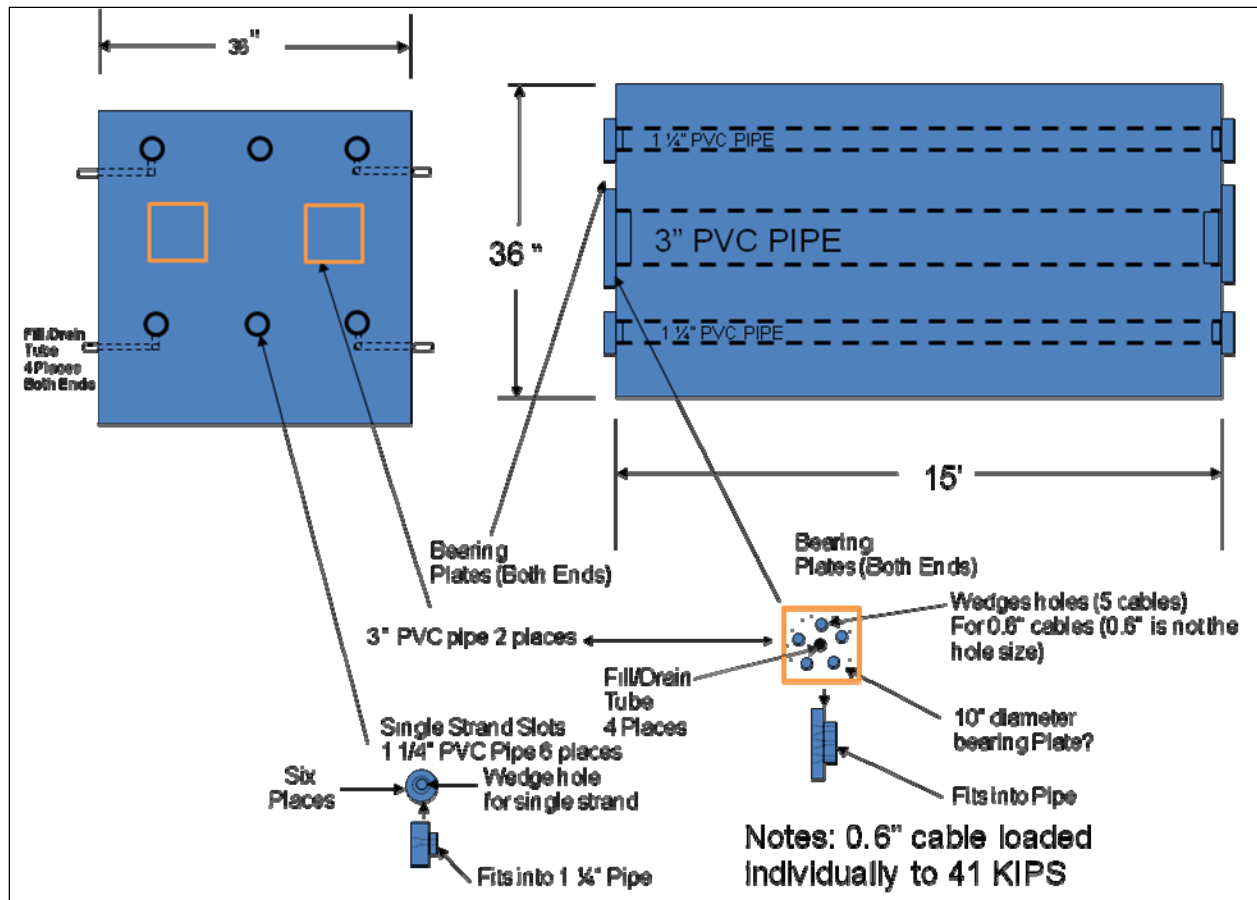 36"
1 ¼" PVC PIPE
36 "
3" PVC PIPE
1 ¼" PVC PIPE
Fill/Drain
Tube
4 Places
Both Ends
15'
Bearing
Plates (Both Ends)
Bearing
Plates (Both Ends)
Wedges holes (5 cables)
For 0.6" cables (0.6" is not the
hole size)
3" PVC pipe 2 places
Fill/Drain
Tube
4 Places
10" diameter
bearing Plate?
Single Strand Slots
1 1/4" PVC Pipe 6 places
Six
Places
Wedge hole
for single strand
Fits into Pipe
Fits into 1 ¼" Pipe
Notes: 0.6" cable loaded
individually to 41 KIPS